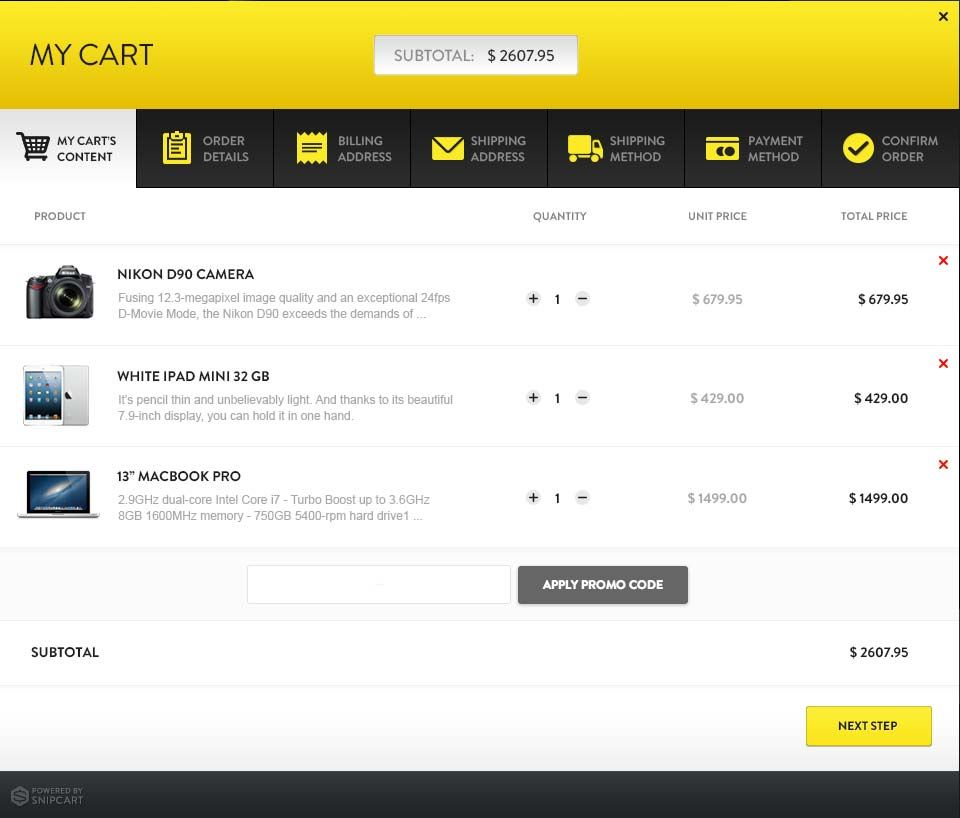 MY CART
SUBTOTAL: $ 2607.95
MY CART'S
CONTENT
ORDER
DETAILS
BILLING
ADDRESS
SHIPPING
ADDRESS
SHIPPING
METHOD
PAYMENT
METHOD
CONFIRM
ORDER
PRODUCT QUANTITY UNIT PRICE TOTAL PRICE
NIKON D90 CAMERA
Fusing 12.3-megapixel image quality and an exceptional 24fps
D-Movie Mode, the Nikon D90 exceeds the demands of ...
+ 1 − $ 679.95 $ 679.95
WHITE IPAD MINI 32 GB
It's pencil thin and unbelievably light. And thanks to its beautiful
7.9-inch display, you can hold it in one hand.
+ 1 − $ 429.00 $ 429.00
13” MACBOOK PRO
2.9GHz dual-core Intel Core i7 - Turbo Boost up to 3.6GHz
8GB 1600MHz memory - 750GB 5400-rpm hard drive1 ...
+ 1 − $ 1499.00 $ 1499.00
APPLY PROMO CODE
SUBTOTAL $ 2607.95
NEXT STEP
POWERED BY
SNIPCART